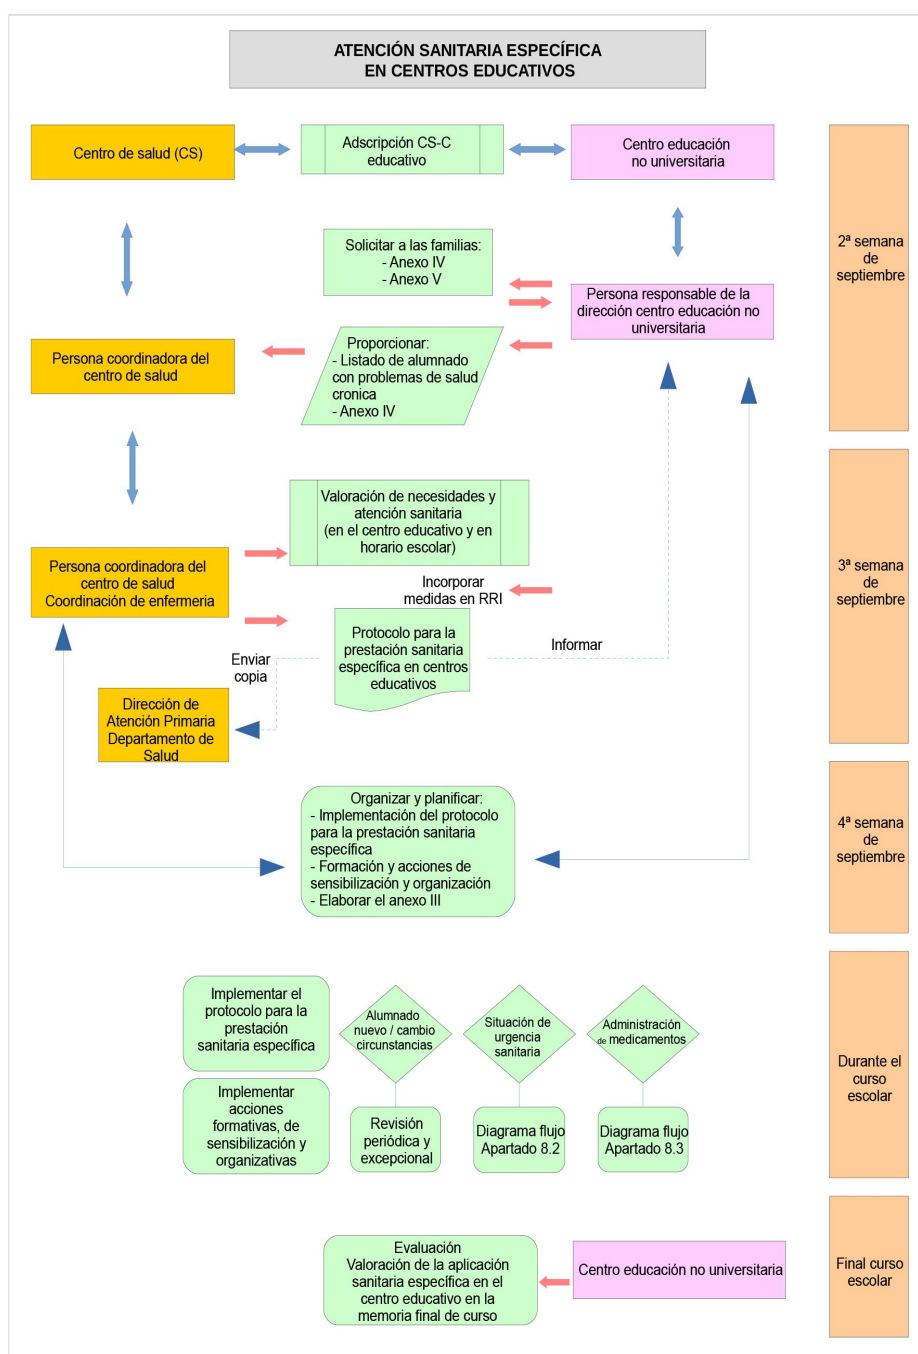 ATENCIÓN SANITARIA ESPECÍFICA
EN CENTROS EDUCATIVOS
Centro de salud (CS)
Adscripción CS-C
educativo
Centro educación
no universitaria
2ª semana
de
septiembre
Solicitar a las familias:
- Anexo IV
- Anexo V
Persona responsable de la
dirección centro educación no
universitaria
Persona coordinadora del
centro de salud
Proporcionar:
- Listado de alumnado
con problemas de salud
cronica
- Anexo IV
Valoración de necesidades y
atención sanitaria
(en el centro educativo y en
horario escolar)
Persona coordinadora del
centro de salud
Coordinación de enfermeria
Incorporar
medidas en RRI
3ª semana
de
septiembre
Protocolo para la
prestación sanitaria
específica en centros
educativos
Informar
Enviar
copia
Dirección de
Atención Primaria
Departamento de
Salud
Organizar y planificar:
- Implementación del protocolo
para la prestación sanitaria
específica
- Formación y acciones de
sensibilización y organización
- Elaborar el anexo III
4ª semana
de
septiembre
Implementar el
protocolo para la
prestación
sanitaria específica
Alumnado
nuevo / cambio
circunstancias
Situación de
urgencia
sanitaria
Administración
de medicamentos
Durante el
curso
escolar
Implementar
acciones
formativas, de
sensibilización y
organizativas
Revisión
periódica y
excepcional
Diagrama flujo
Apartado 8.2
Diagrama flujo
Apartado 8.3
Evaluación
Valoración de la aplicación
sanitaria específica en el
centro educativo en la
memoria final de curso
Centro educación no universitaria
Final curso
escolar